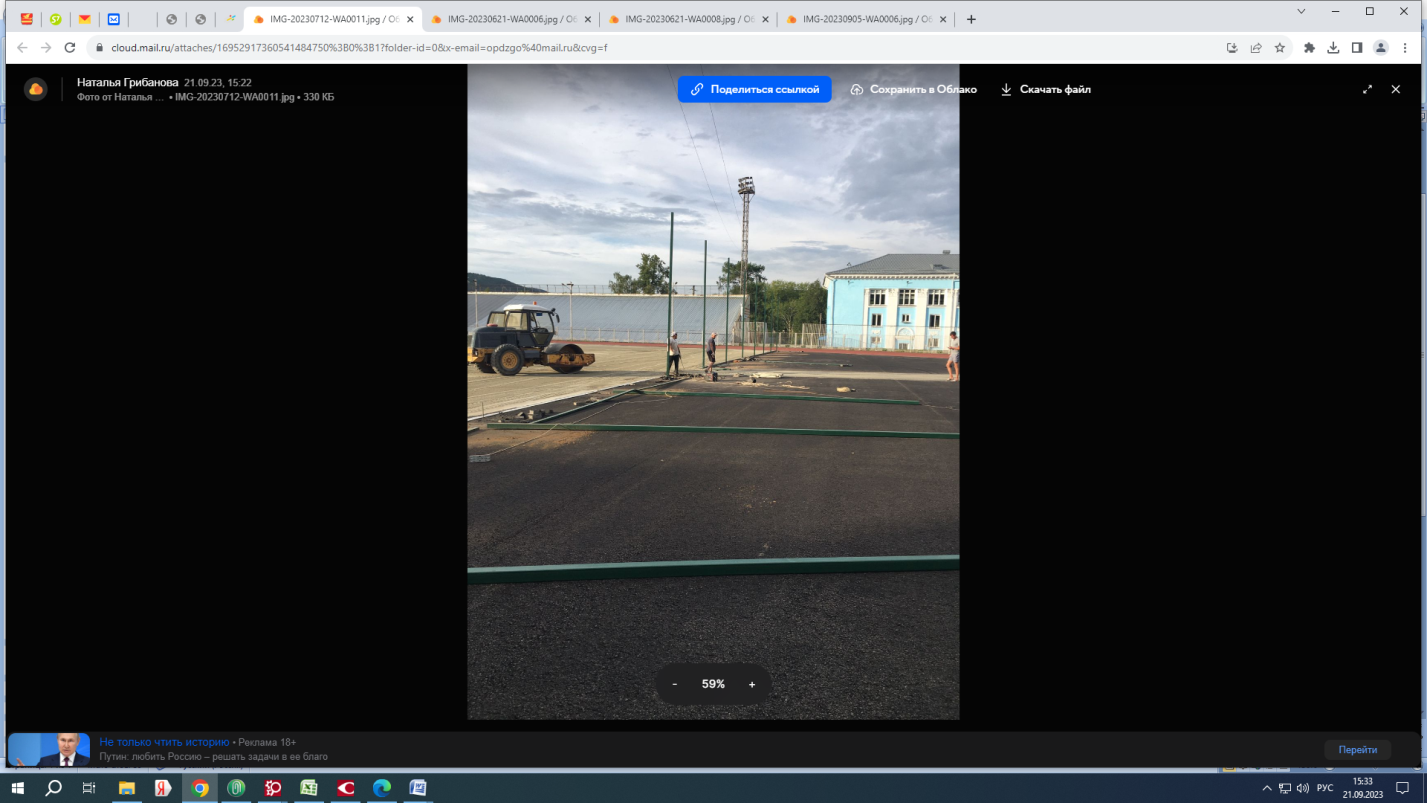 IMG-20230712-WA0011.jpg / Об
IMG-20230621-WA0006.jpg / Об
IMG-20230621-WA0008.jpg / Об
IMG-20230905-WA0006.jpg / Об
cloud.mail.ru/attaches/16952917360541484750%3B0%3B1?folder-id=0&x-email=opdzgo%40mail.ru&cvg=f
Наталья Грибанова 21.09.23, 15:22
Фото от Наталья ... • IMG-20230712-WA0011.jpg • 330 КБ
Поделиться ссылкой
Сохранить в Облако
Скачать файл
- 59% +
Не только чтить историю • Реклама 18+
Путин: любить Россию – решать задачи в ее благо
Перейти
РУС
15:33
21.09.2023